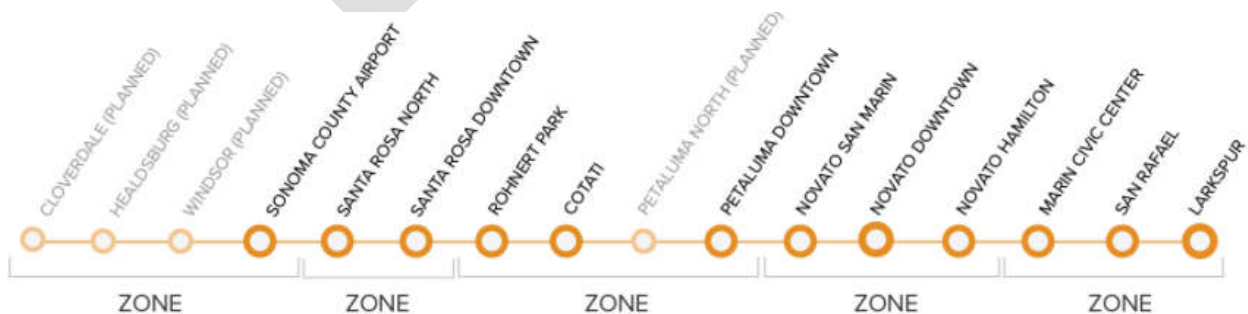 CLOVERDALE (PLANNED)
HEALDSBURG (PLANNED)
WINDSOR (PLANNED)
SONOMA COUNTY AIRPORT
SANTA ROSA NORTH
SANTA ROSA DOWNTOWN
ROHNERT PARK
COTATI
PETALUMA NORTH (PLANNED)
PETALUMA DOWNTOWN
NOVATO SAN MARIN
NOVATO DOWNTOWN
NOVATO HAMILTON
MARIN CIVIC CENTER
SAN RAFAEL
LARKSPUR
ZONE
ZONE
ZONE
ZONE
ZONE